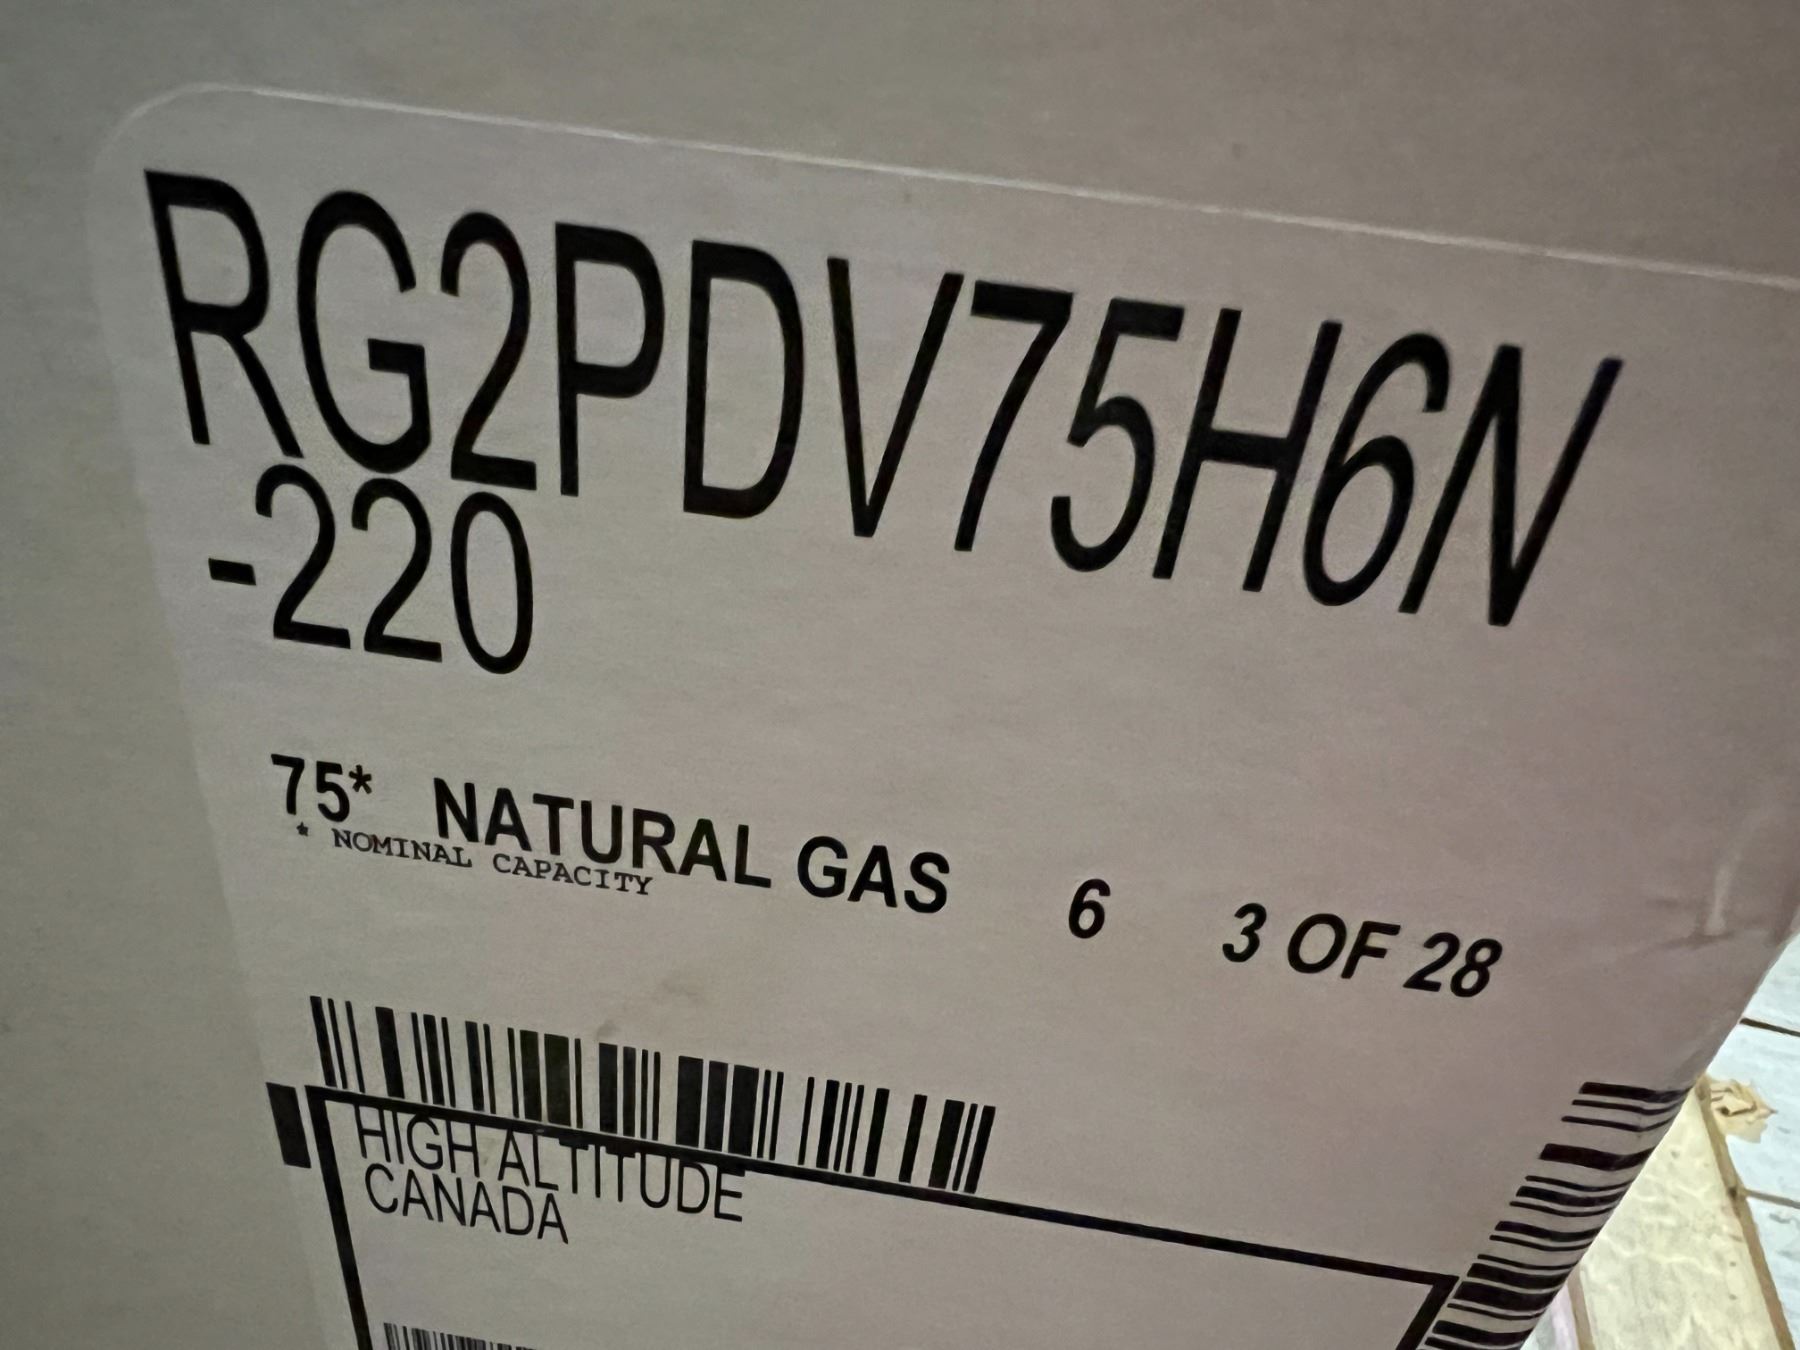 RG2PDV75H6N
-220
75* NATURAL GAS 6 3 OF 28
* NOMINAL CAPACITY
HIGH ALTITUDE
CANADA